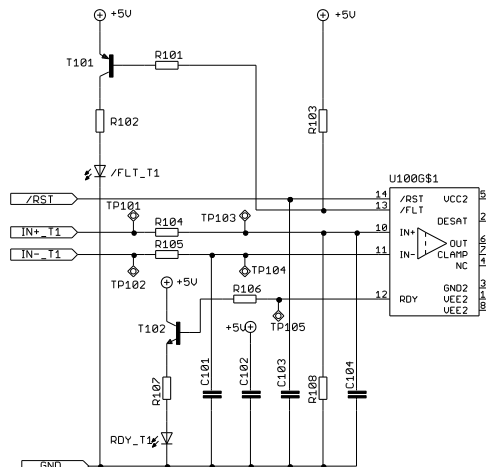 +5V
+5V
T101
R101
R102
R103
/FLT_T1
U100G$1
/RST
14
/RST
VCC2
5
TP101
TP103
13
/FLT
DESAT
2
IN+_T1
R104
10
IN+
OUT
6
IN-_T1
R105
11
IN-
CLAMP
7
NC
4
TP102
TP104
+5V
R106
12
RDY
GND2
3
VEE2
1
VEE2
8
T102
+5V
TP105
R107
C101
C102
C103
R108
C104
RDY_T1
GND